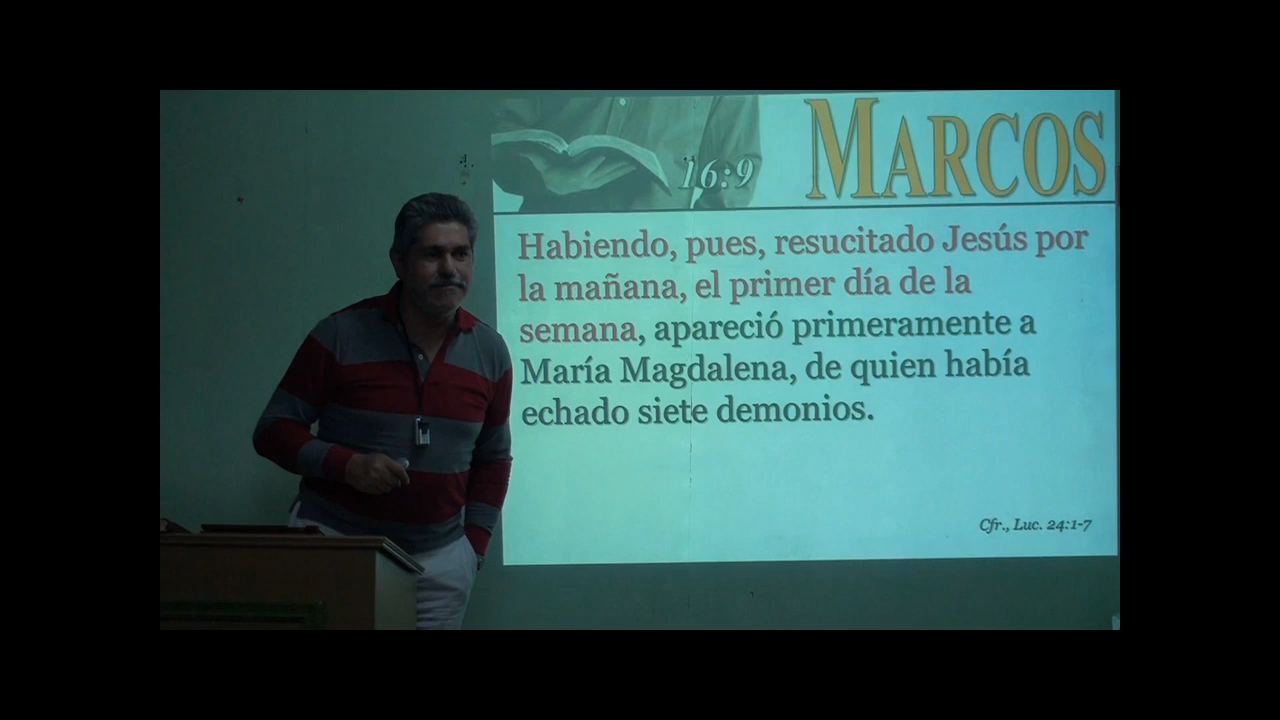 16:9 MARCOS
Habiendo, pues, resucitado Jesús por
la mañana, el primer día de la
semana, apareció primeramente a
María Magdalena, de quien había
echado siete demonios.
Cfr., Luc. 24:1-7